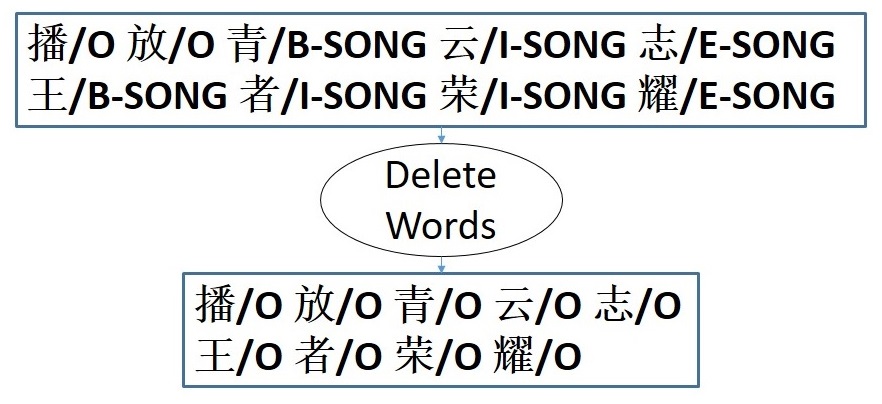 播/O 放/O 青/B-SONG 云/I-SONG 志/E-SONG
王/B-SONG 者/I-SONG 荣/I-SONG 耀/E-SONG
Delete
Words
播/O 放/O 青/O 云/O 志/O
王/O 者/O 荣/O 耀/O